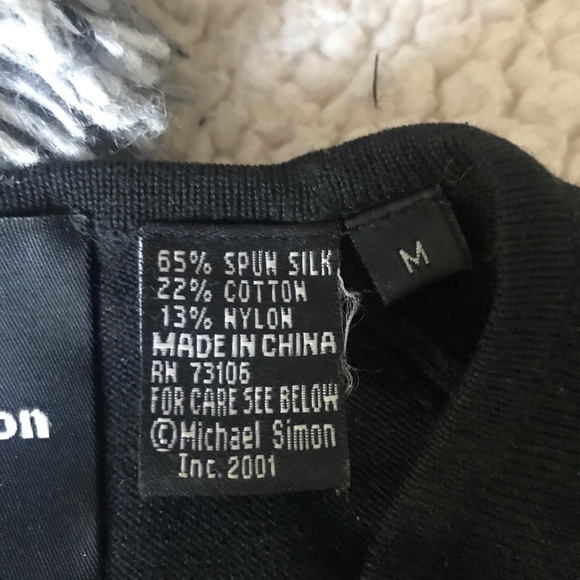 65% SPUN SILK
22% COTTON
13% NYLON
MADE IN CHINA
RN 73106
FOR CARE SEE BELOW
©Michael Simon
Inc. 2001
M
on